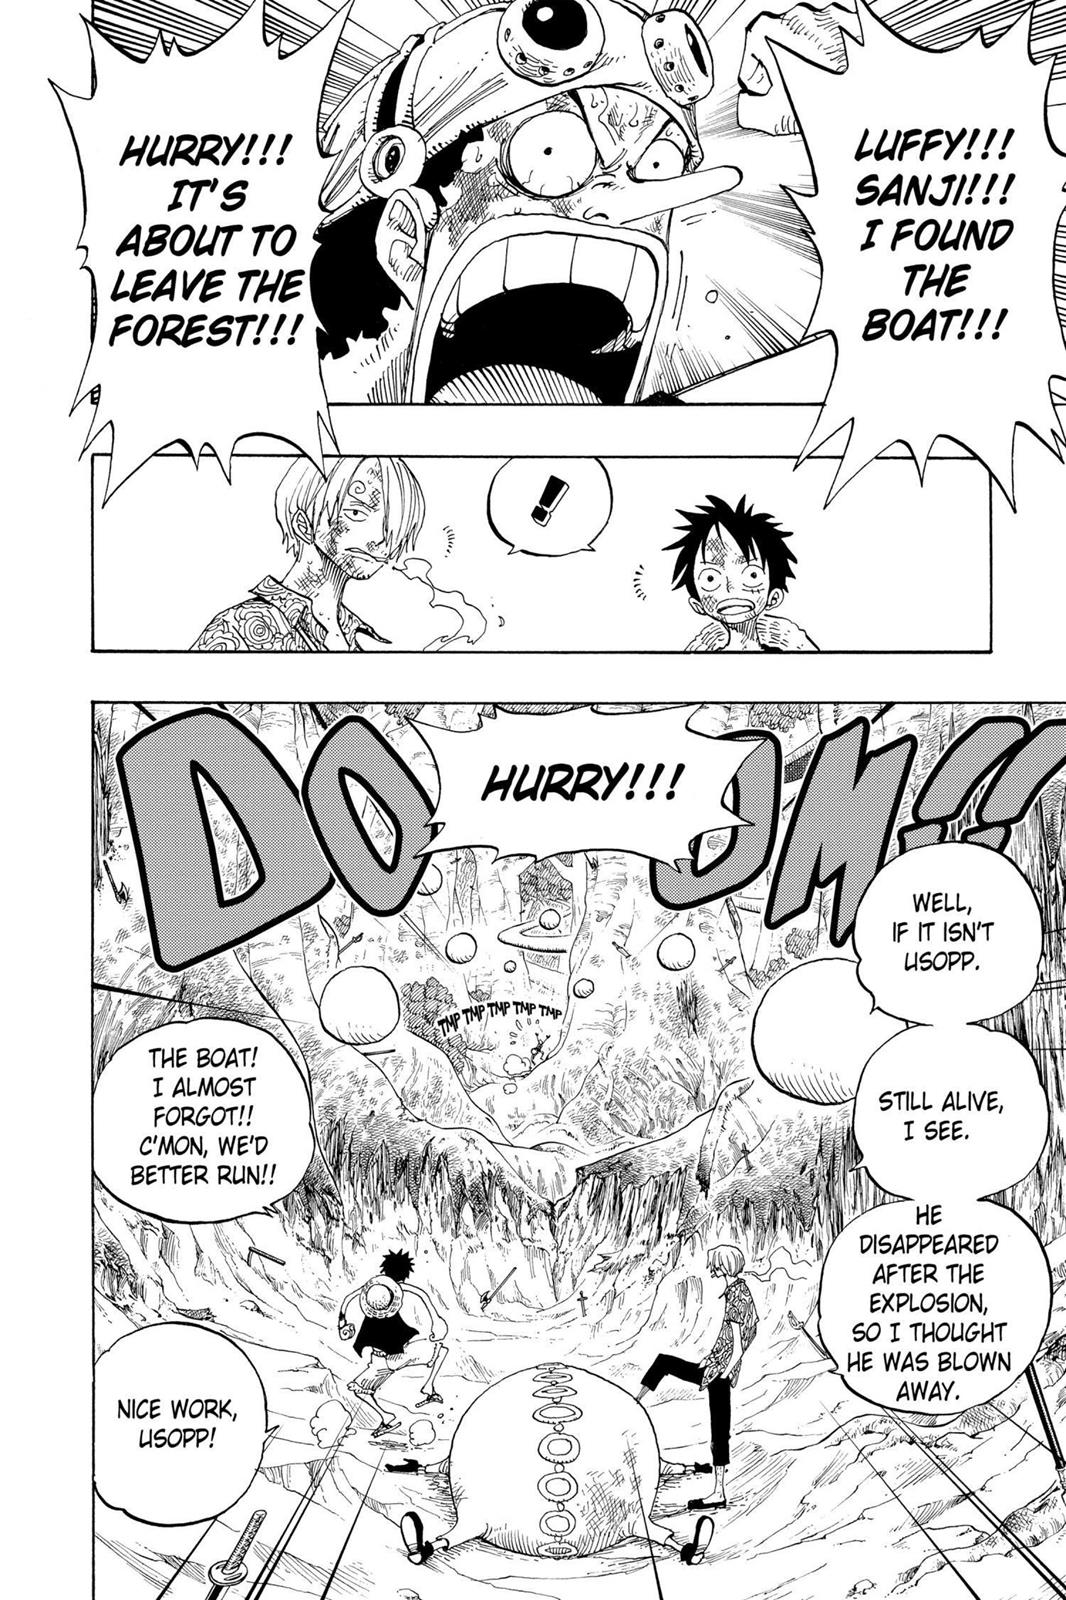 LUFFY!!!
SANJI!!!
I FOUND
THE
BOAT!!!
HURRY!!!
IT'S
ABOUT TO
LEAVE THE
FOREST!!!
!
HURRY!!!
DOOOM!!
WELL,
IF IT ISN'T
USOPP.
STILL ALIVE,
I SEE.
HE
DISAPPEARED
AFTER THE
EXPLOSION,
SO I THOUGHT
HE WAS BLOWN
AWAY.
TMP TMP TMP TMP TMP
THE BOAT!
I ALMOST
FORGOT!!
C'MON, WE'D
BETTER RUN!!
NICE WORK,
USOPP!